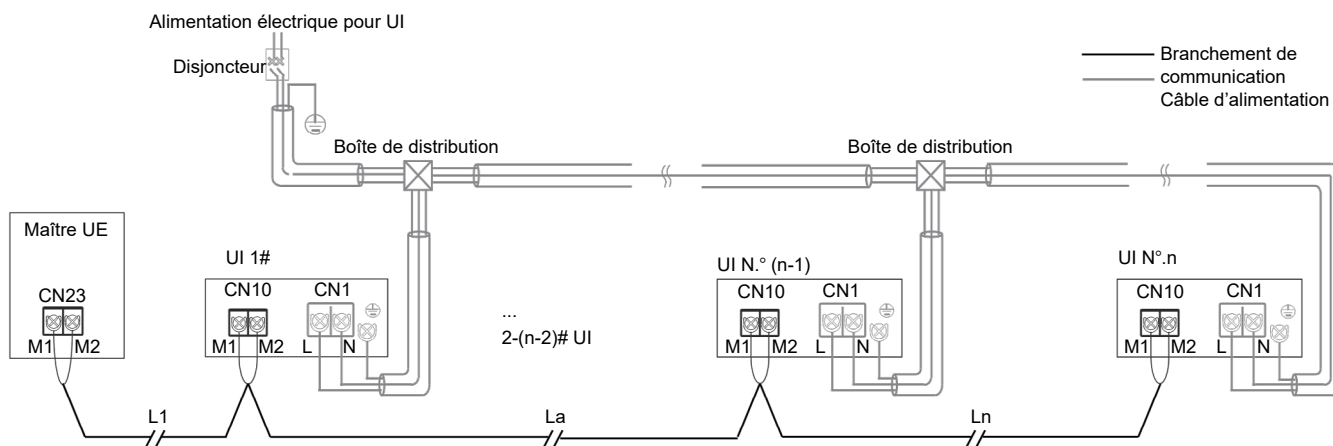 Alimentation électrique pour UI
Disjoncteur
Branchement de
communication
Câble d'alimentation
Boîte de distribution
Boîte de distribution
Maître UE
CN23
M1 M2
UI 1#
CN10 CN1
M1 M2 L N
...
2-(n-2)# UI
UI N.° (n-1)
CN10 CN1
M1 M2 L N
UI N°.n
CN10 CN1
M1 M2 L N
L1
La
Ln